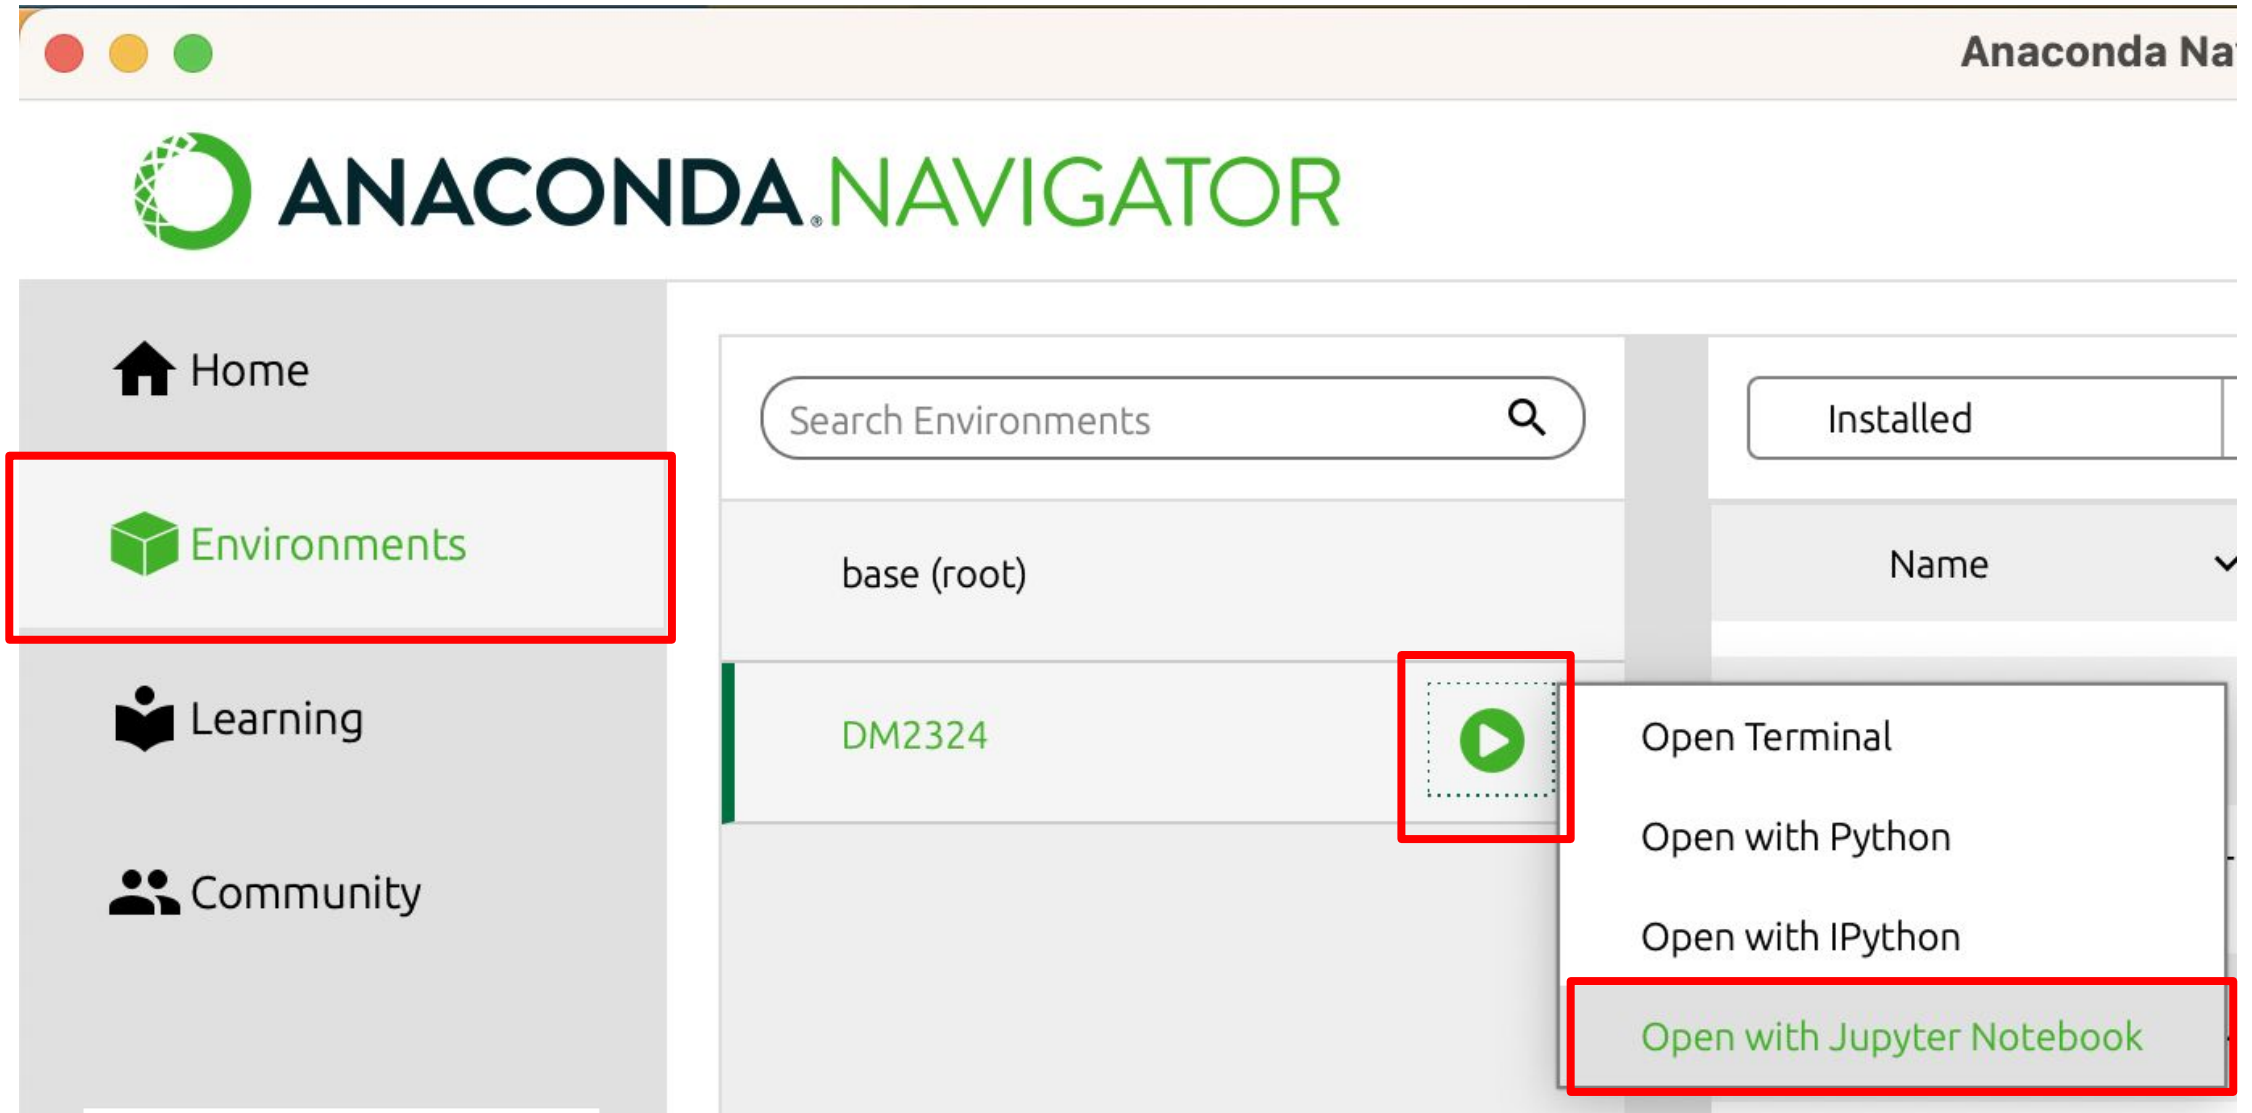 Anaconda Na
ANACONDA.NAVIGATOR
Home
Environments
Learning
Community
Search Environments
base (root)
DM2324
Installed
Name
Open Terminal
Open with Python
Open with IPython
Open with Jupyter Notebook